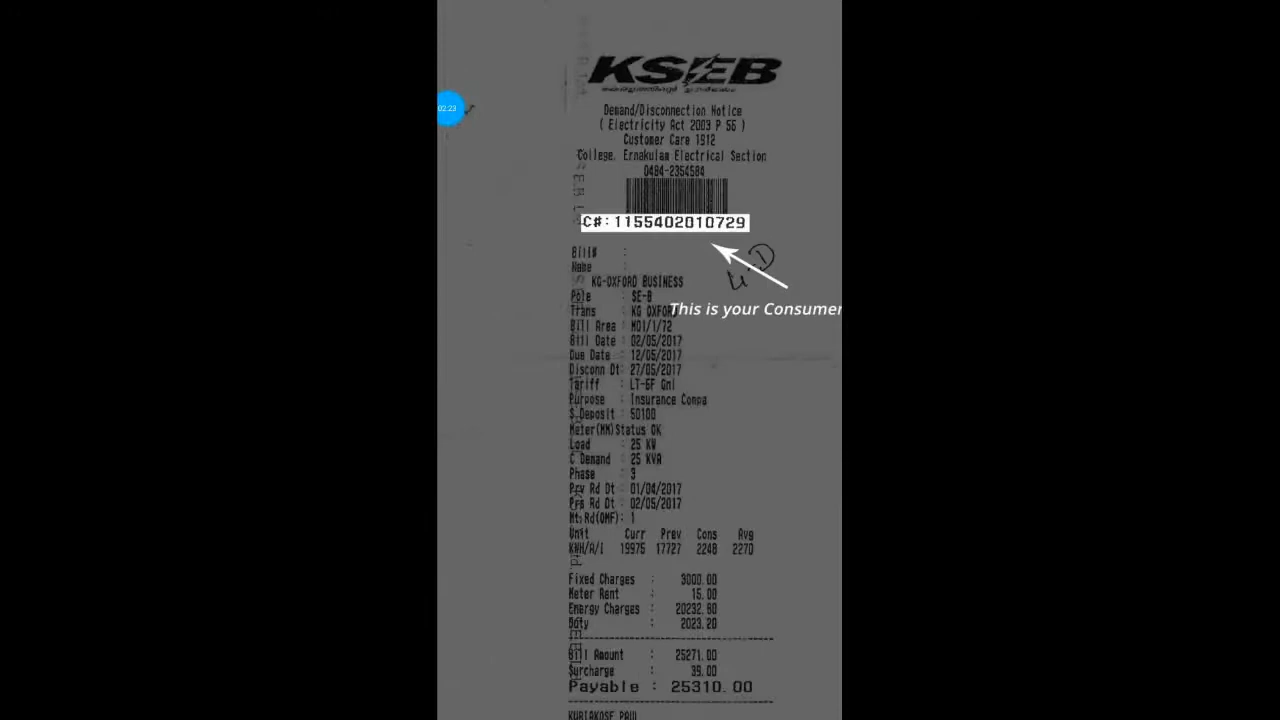 KSEB
02:23
Demand/Disconnection Notice
( Electricity Act 2003 P 56 )
Customer Care 1912
College, Ernakulam Electrical Section
0484-2354584
C#: 1155402010729
Bill# :
Name :
KG-OXFORD BUSINESS
Pole : SE-B
Trans : KG OXFORD
This is your Consumer
Bill Area : M01/1/72
Bill Date : 02/05/2017
Due Date : 12/05/2017
Disconn Dt: 27/05/2017
Tariff : LT-6F Gnl
Purpose : Insurance Compa
S.Deposit : 50100
Meter(MM)Status OK
Load : 25 KW
C Demand : 25 KVA
Phase : 3
Prv Rd Dt : 01/04/2017
Prs Rd Dt : 02/05/2017
Mt.Rd(OMF): 1
Unit Curr Prev Cons Avg
KWH/A/I 19975 17727 2248 2270
Fixed Charges : 3000.00
Meter Rent : 15.00
Energy Charges : 20232.60
Duty : 2023.20
Bill Amount : 25271.00
Surcharge : 39.00
Payable : 25310.00
KURIAKOSE PAUL